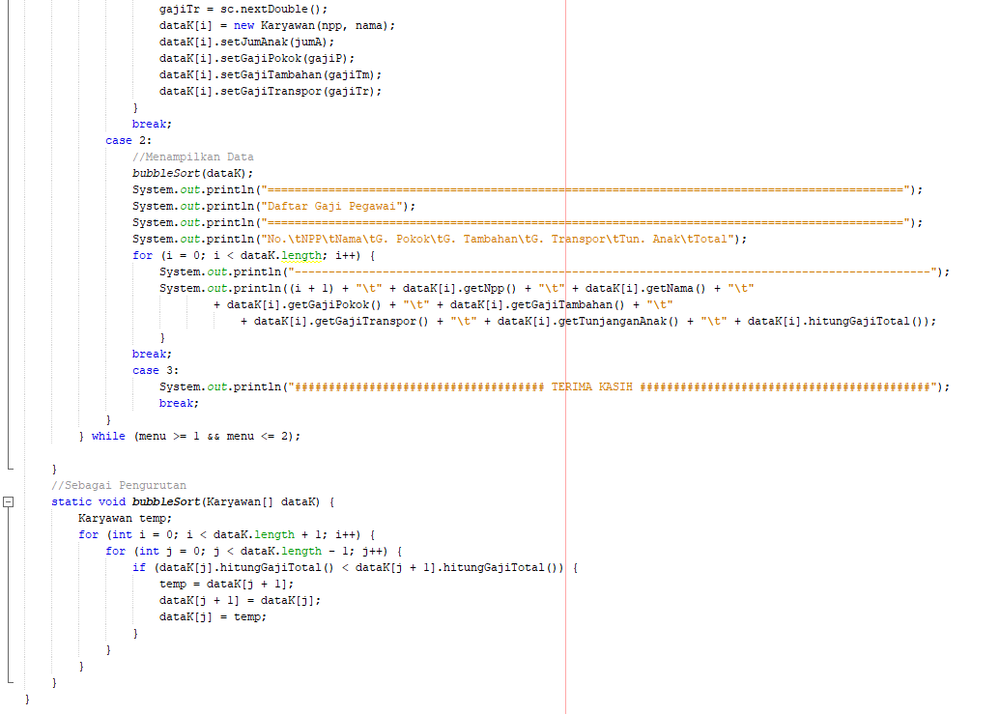 gajiTr = sc.nextDouble();
dataK[i] = new Karyawan(npp, nama);
dataK[i].setJumAnak(jumA);
dataK[i].setGajiPokok(gajiP);
dataK[i].setGajiTambahan(gajiTm);
dataK[i].setGajiTranspor(gajiTr);
}
break;
case 2:
//Menampilkan Data
bubbleSort(dataK);
System.out.println("==============================================================================================");
System.out.println("Daftar Gaji Pegawai");
System.out.println("==============================================================================================");
System.out.println("No.\tNPP\tNama\tG. Pokok\tG. Tambahan\tG. Transpor\tTun. Anak\tTotal");
for (i = 0; i < dataK.length; i++) {
System.out.println("----------------------------------------------------------------------------------------------");
System.out.println((i + 1) + "\t" + dataK[i].getNpp() + "\t" + dataK[i].getNama() + "\t"
+ dataK[i].getGajiPokok() + "\t" + dataK[i].getGajiTambahan() + "\t"
+ dataK[i].getGajiTranspor() + "\t" + dataK[i].getTunjanganAnak() + "\t" + dataK[i].hitungGajiTotal());
}
break;
case 3:
System.out.println("##################################### TERIMA KASIH ###########################################");
break;
}
} while (menu >= 1 && menu <= 2);
}
//Sebagai Pengurutan
static void bubbleSort(Karyawan[] dataK) {
Karyawan temp;
for (int i = 0; i < dataK.length + 1; i++) {
for (int j = 0; j < dataK.length - 1; j++) {
if (dataK[j].hitungGajiTotal() < dataK[j + 1].hitungGajiTotal()) {
temp = dataK[j + 1];
dataK[j + 1] = dataK[j];
dataK[j] = temp;
}
}
}
}
}